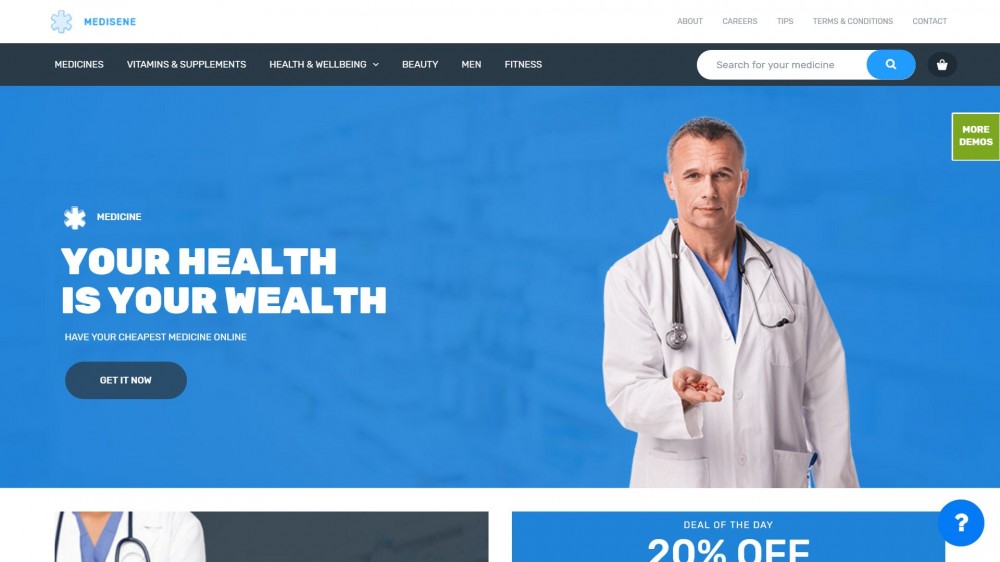 MEDISENE
ABOUT CAREERS TIPS TERMS & CONDITIONS CONTACT
MEDICINES VITAMINS & SUPPLEMENTS HEALTH & WELLBEING BEAUTY MEN FITNESS
Search for your medicine
MORE
DEMOS
MEDICINE
YOUR HEALTH
IS YOUR WEALTH
HAVE YOUR CHEAPEST MEDICINE ONLINE
GET IT NOW
DEAL OF THE DAY
20% OFF
?